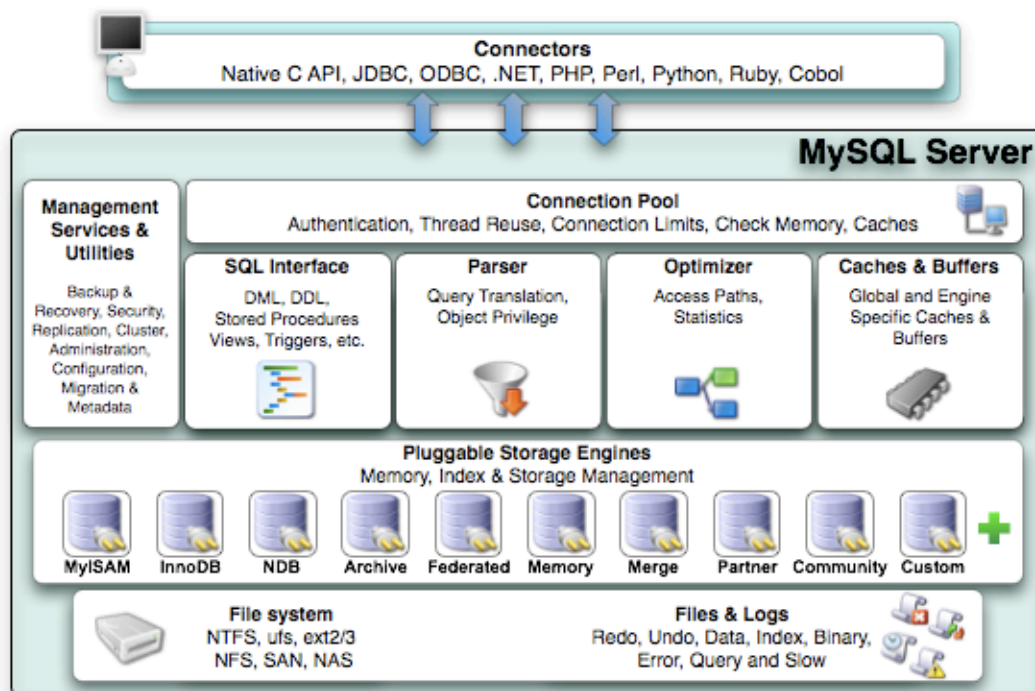 Connectors
Native C API, JDBC, ODBC, .NET, PHP, Perl, Python, Ruby, Cobol
MySQL Server
Management
Services &
Utilities
Backup &
Recovery, Security,
Replication, Cluster,
Administration,
Configuration,
Migration &
Metadata
Connection Pool
Authentication, Thread Reuse, Connection Limits, Check Memory, Caches
SQL Interface
DML, DDL,
Stored Procedures
Views, Triggers, etc.
Parser
Query Translation,
Object Privilege
Optimizer
Access Paths,
Statistics
Caches & Buffers
Global and Engine
Specific Caches &
Buffers
Pluggable Storage Engines
Memory, Index & Storage Management
MyISAM
InnoDB
NDB
Archive
Federated
Memory
Merge
Partner
Community
Custom
File system
NTFS, ufs, ext2/3
NFS, SAN, NAS
Files & Logs
Redo, Undo, Data, Index, Binary,
Error, Query and Slow